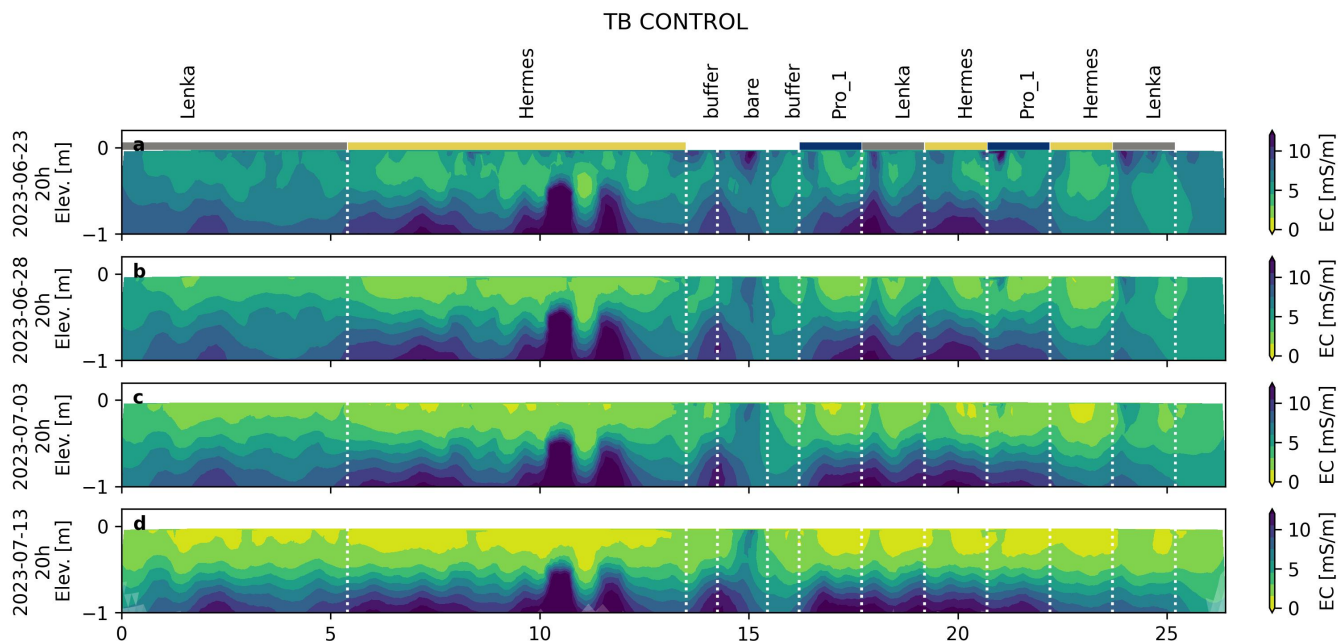 TB CONTROL
Lenka
Hermes
buffer
bare
buffer
Pro_1
Lenka
Hermes
Pro_1
Hermes
Lenka
2023-06-23
20h
Elev. [m]
0
−1
a
10
5
0
EC [mS/m]
2023-06-28
20h
Elev. [m]
0
−1
b
10
5
0
EC [mS/m]
2023-07-03
20h
Elev. [m]
0
−1
c
10
5
0
EC [mS/m]
2023-07-13
20h
Elev. [m]
0
−1
d
10
5
0
EC [mS/m]
0 5 10 15 20 25